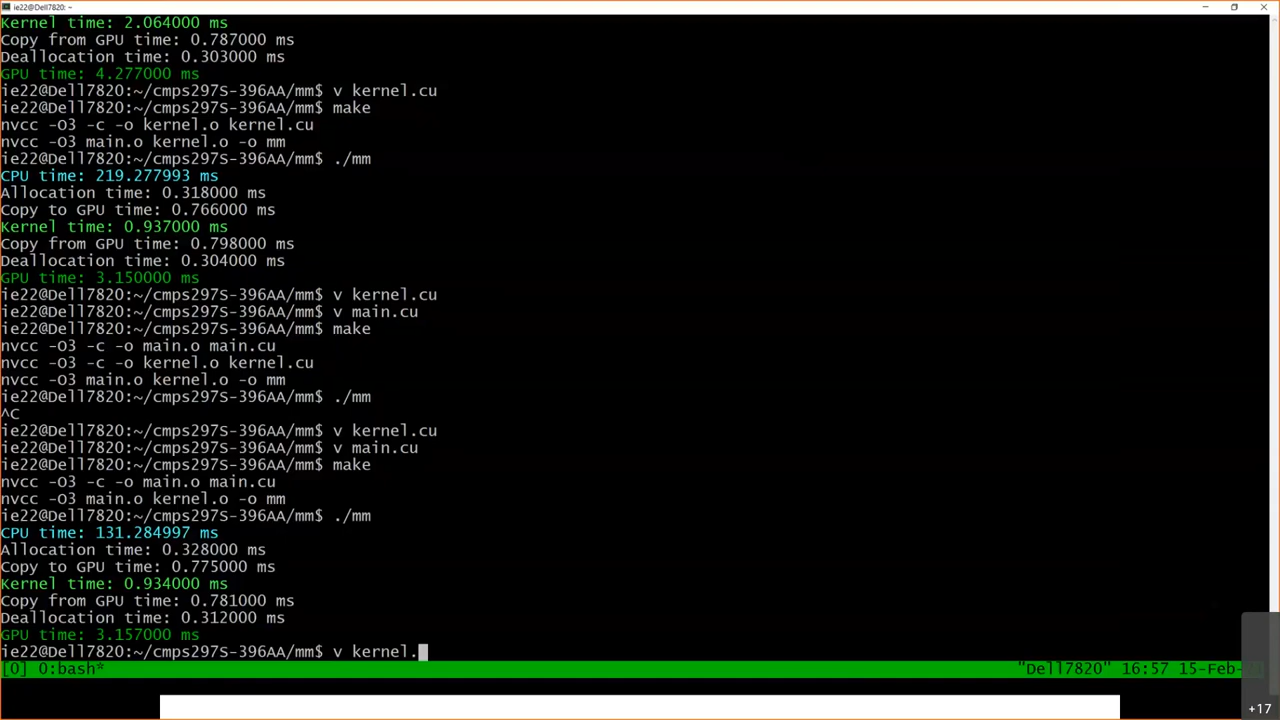 ie22@Dell7820: ~
Kernel time: 2.064000 ms
Copy from GPU time: 0.787000 ms
Deallocation time: 0.303000 ms
GPU time: 4.277000 ms
ie22@Dell7820:~/cmps297S-396AA/mm$ v kernel.cu
ie22@Dell7820:~/cmps297S-396AA/mm$ make
nvcc -O3 -c -o kernel.o kernel.cu
nvcc -O3 main.o kernel.o -o mm
ie22@Dell7820:~/cmps297S-396AA/mm$ ./mm
CPU time: 219.277993 ms
Allocation time: 0.318000 ms
Copy to GPU time: 0.766000 ms
Kernel time: 0.937000 ms
Copy from GPU time: 0.798000 ms
Deallocation time: 0.304000 ms
GPU time: 3.150000 ms
ie22@Dell7820:~/cmps297S-396AA/mm$ v kernel.cu
ie22@Dell7820:~/cmps297S-396AA/mm$ v main.cu
ie22@Dell7820:~/cmps297S-396AA/mm$ make
nvcc -O3 -c -o main.o main.cu
nvcc -O3 -c -o kernel.o kernel.cu
nvcc -O3 main.o kernel.o -o mm
ie22@Dell7820:~/cmps297S-396AA/mm$ ./mm
^C
ie22@Dell7820:~/cmps297S-396AA/mm$ v kernel.cu
ie22@Dell7820:~/cmps297S-396AA/mm$ v main.cu
ie22@Dell7820:~/cmps297S-396AA/mm$ make
nvcc -O3 -c -o main.o main.cu
nvcc -O3 main.o kernel.o -o mm
ie22@Dell7820:~/cmps297S-396AA/mm$ ./mm
CPU time: 131.284997 ms
Allocation time: 0.328000 ms
Copy to GPU time: 0.775000 ms
Kernel time: 0.934000 ms
Copy from GPU time: 0.781000 ms
Deallocation time: 0.312000 ms
GPU time: 3.157000 ms
ie22@Dell7820:~/cmps297S-396AA/mm$ v kernel.
[0] 0:bash* "Dell7820" 16:57 15-Feb-
+17